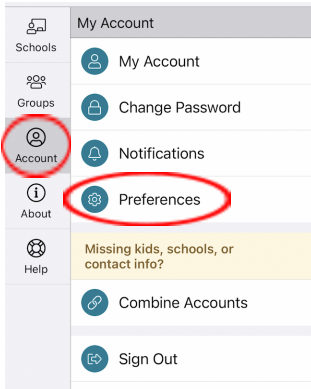 Schools
Groups
Account
About
Help
My Account
My Account
Change Password
Notifications
Preferences
Missing kids, schools, or
contact info?
Combine Accounts
Sign Out